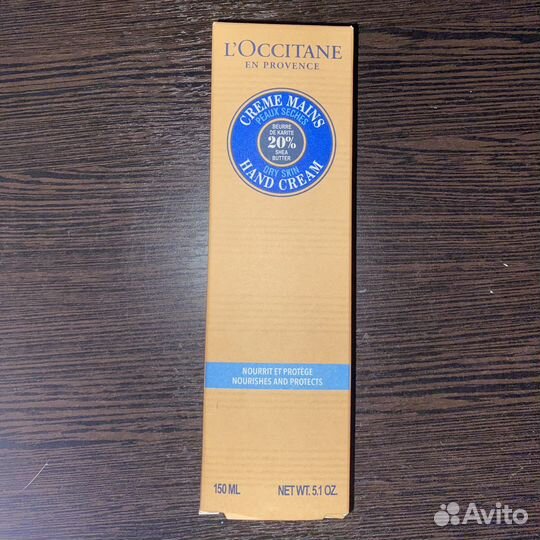 L'OCCITANE
EN PROVENCE
CREME MAINS
PEAUX SECHES
BEURRE
DE KARITE
20%
SHEA
BUTTER
DRY SKIN
HAND CREAM
NOURRIT ET PROTÈGE
NOURISHES AND PROTECTS
150 ML NET WT. 5.1 OZ.
Avito